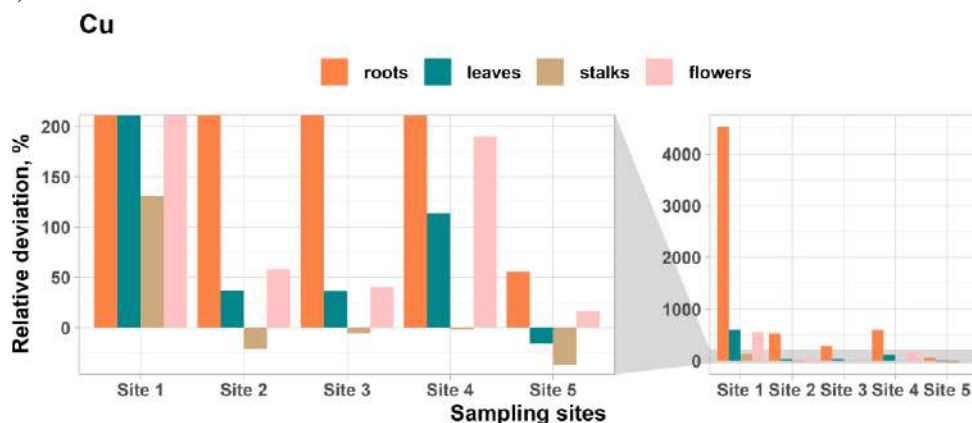 Cu
roots leaves stalks flowers
Relative deviation, %
200
150
100
50
0
Site 1 Site 2 Site 3 Site 4 Site 5
4000
3000
2000
1000
0
Site 1 Site 2 Site 3 Site 4 Site 5
Sampling sites